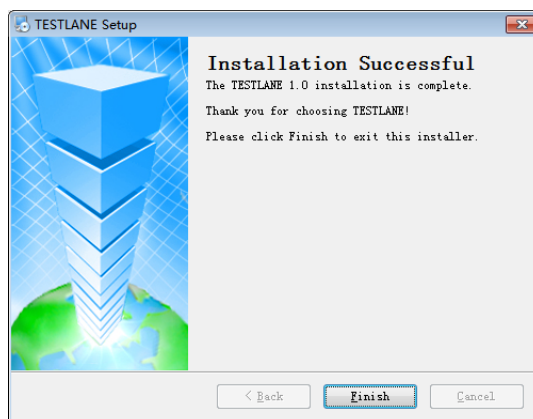 TESTLANE Setup
Installation Successful
The TESTLANE 1.0 installation is complete.
Thank you for choosing TESTLANE!
Please click Finish to exit this installer.
< Back
Finish
Cancel